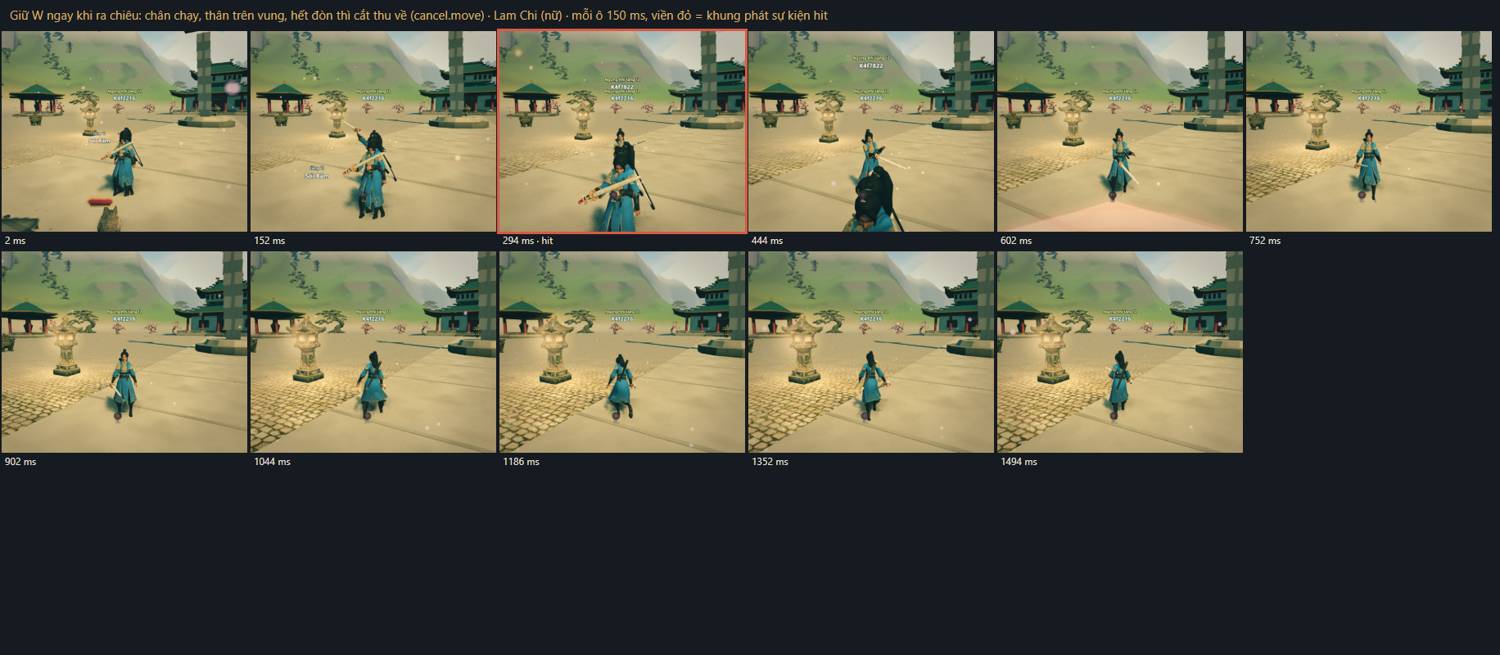 Giữ W ngay khi ra chiêu: chân chạy, thân trên vung, hết đòn thì cắt thu về (cancel.move) · Lam Chi (nữ) · mỗi ô 150 ms, viền đỏ = khung phát sự kiện hit
2 ms
152 ms
294 ms · hit
444 ms
602 ms
752 ms
902 ms
1044 ms
1186 ms
1352 ms
1494 ms